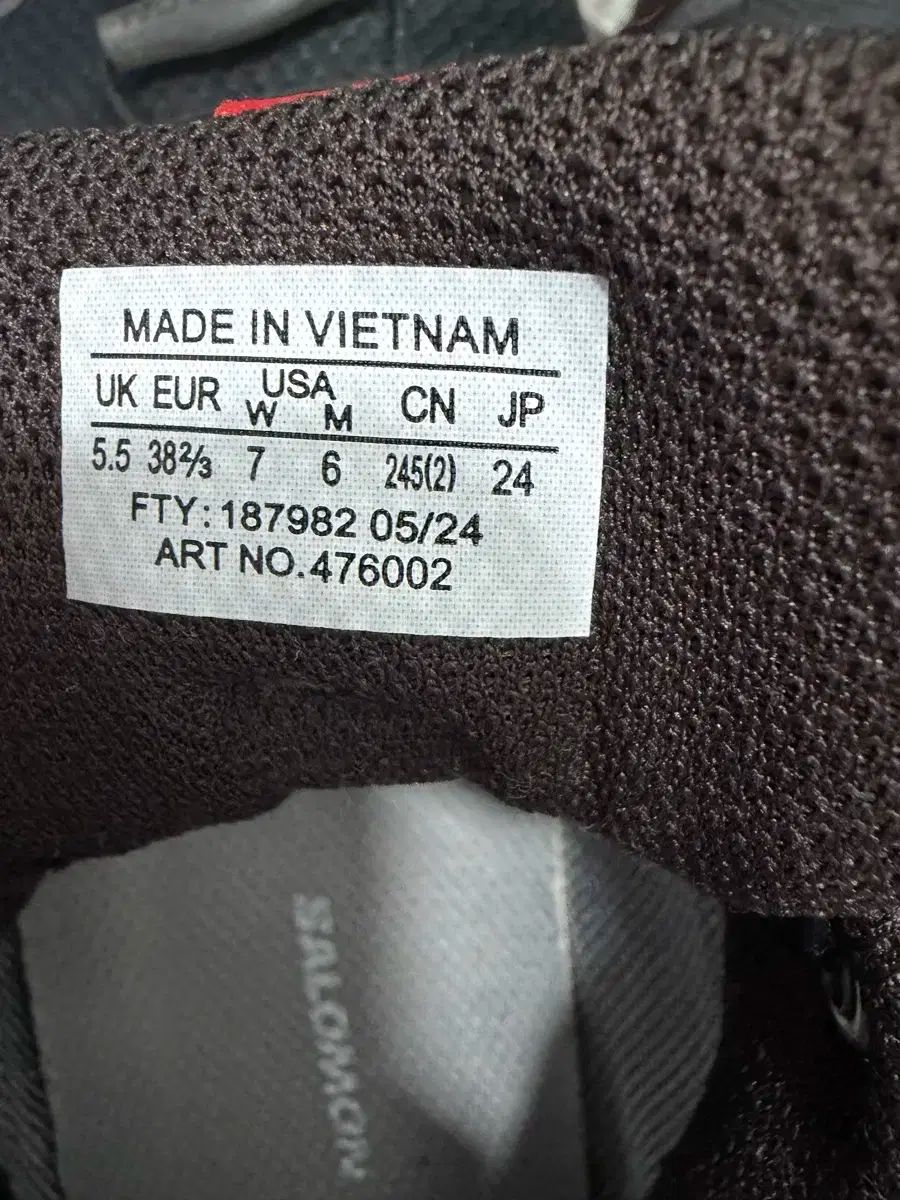 MADE IN VIETNAM
UK EUR USA CN JP
W M
5.5 38⅔ 7 6 245(2) 24
FTY: 187982 05/24
ART NO.476002
SALOMON